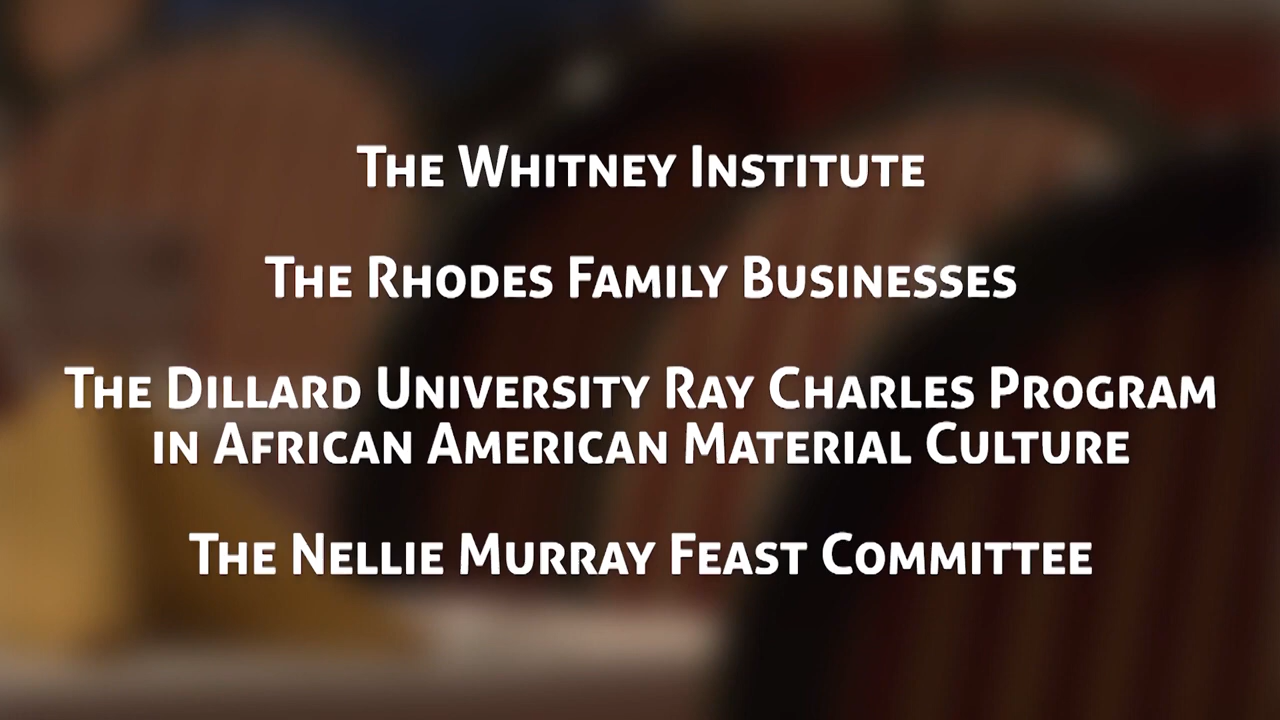 The Whitney Institute
The Rhodes Family Businesses
The Dillard University Ray Charles Program
in African American Material Culture
The Nellie Murray Feast Committee